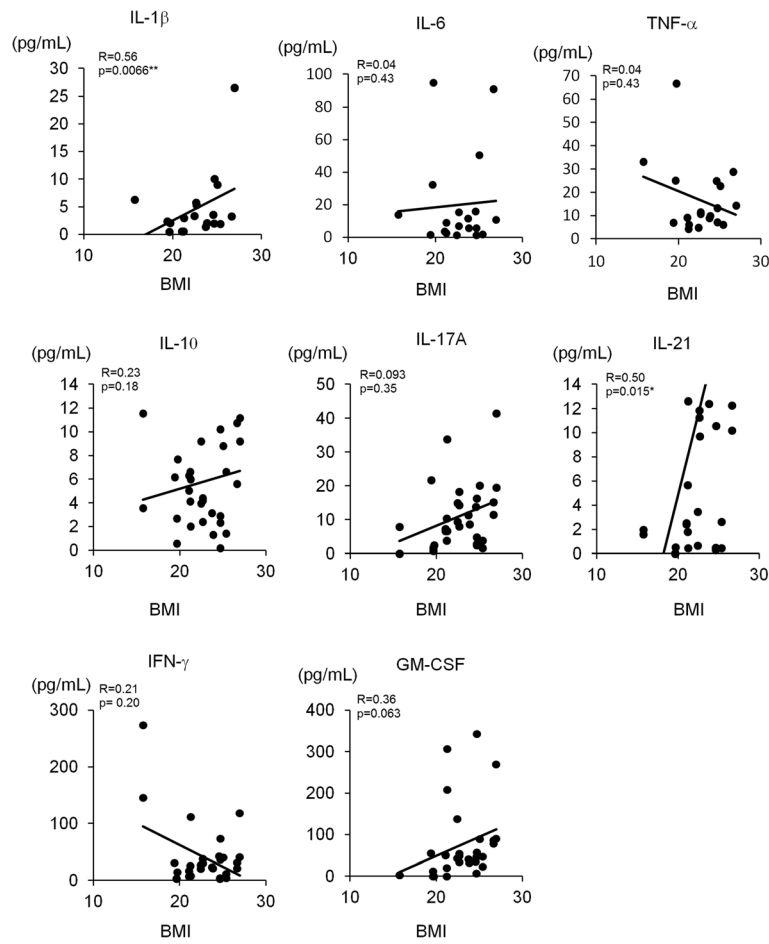 IL-1β
(pg/mL)
R=0.56
p=0.0066**
30
25
20
15
10
5
0
10 20 30
BMI
IL-6
(pg/mL)
R=0.04
p=0.43
100
80
60
40
20
0
10 20 30
BMI
TNF-α
(pg/mL)
R=0.04
p=0.43
70
60
50
40
30
20
10
0
10 20 30
BMI
IL-10
(pg/mL)
R=0.23
p=0.18
14
12
10
8
6
4
2
0
10 20 30
BMI
IL-17A
(pg/mL)
R=0.093
p=0.35
50
40
30
20
10
0
10 20 30
BMI
IL-21
(pg/mL)
R=0.50
p=0.015*
14
12
10
8
6
4
2
0
10 20 30
BMI
IFN-γ
(pg/mL)
R=0.21
p= 0.20
300
200
100
0
10 20 30
BMI
GM-CSF
(pg/mL)
R=0.36
p=0.063
400
300
200
100
0
10 20 30
BMI